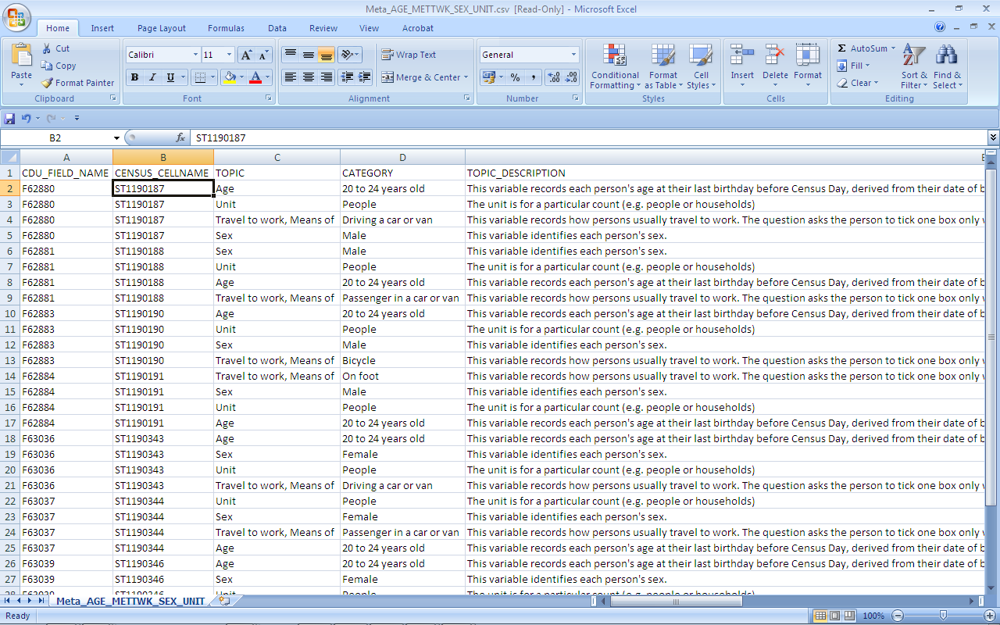 Meta_AGE_METTWK_SEX_UNIT.csv [Read-Only] - Microsoft Excel
Home Insert Page Layout Formulas Data Review View Acrobat
Paste Cut Copy Format Painter Clipboard
Calibri 11 B I U Font
Wrap Text Merge & Center Alignment
General % , Number
Conditional Formatting Format as Table Cell Styles Styles
Insert Delete Format Cells
Σ AutoSum Fill Clear Sort & Filter Find & Select Editing
B2 fx ST1190187
A B C D E
1 CDU_FIELD_NAME CENSUS_CELLNAME TOPIC CATEGORY TOPIC_DESCRIPTION
2 F62880 ST1190187 Age 20 to 24 years old This variable records each person's age at their last birthday before Census Day, derived from their date of b
3 F62880 ST1190187 Unit People The unit is for a particular count (e.g. people or households)
4 F62880 ST1190187 Travel to work, Means of Driving a car or van This variable records how persons usually travel to work. The question asks the person to tick one box only w
5 F62880 ST1190187 Sex Male This variable identifies each person's sex.
6 F62881 ST1190188 Sex Male This variable identifies each person's sex.
7 F62881 ST1190188 Unit People The unit is for a particular count (e.g. people or households)
8 F62881 ST1190188 Age 20 to 24 years old This variable records each person's age at their last birthday before Census Day, derived from their date of b
9 F62881 ST1190188 Travel to work, Means of Passenger in a car or van This variable records how persons usually travel to work. The question asks the person to tick one box only w
10 F62883 ST1190190 Age 20 to 24 years old This variable records each person's age at their last birthday before Census Day, derived from their date of b
11 F62883 ST1190190 Unit People The unit is for a particular count (e.g. people or households)
12 F62883 ST1190190 Sex Male This variable identifies each person's sex.
13 F62883 ST1190190 Travel to work, Means of Bicycle This variable records how persons usually travel to work. The question asks the person to tick one box only w
14 F62884 ST1190191 Travel to work, Means of On foot This variable records how persons usually travel to work. The question asks the person to tick one box only w
15 F62884 ST1190191 Sex Male This variable identifies each person's sex.
16 F62884 ST1190191 Unit People The unit is for a particular count (e.g. people or households)
17 F62884 ST1190191 Age 20 to 24 years old This variable records each person's age at their last birthday before Census Day, derived from their date of b
18 F63036 ST1190343 Age 20 to 24 years old This variable records each person's age at their last birthday before Census Day, derived from their date of b
19 F63036 ST1190343 Sex Female This variable identifies each person's sex.
20 F63036 ST1190343 Unit People The unit is for a particular count (e.g. people or households)
21 F63036 ST1190343 Travel to work, Means of Driving a car or van This variable records how persons usually travel to work. The question asks the person to tick one box only w
22 F63037 ST1190344 Unit People The unit is for a particular count (e.g. people or households)
23 F63037 ST1190344 Sex Female This variable identifies each person's sex.
24 F63037 ST1190344 Travel to work, Means of Passenger in a car or van This variable records how persons usually travel to work. The question asks the person to tick one box only w
25 F63037 ST1190344 Age 20 to 24 years old This variable records each person's age at their last birthday before Census Day, derived from their date of b
26 F63039 ST1190346 Age 20 to 24 years old This variable records each person's age at their last birthday before Census Day, derived from their date of b
27 F63039 ST1190346 Sex Female This variable identifies each person's sex.
28 F63039 ST1190346 Unit People The unit is for a particular count (e.g. people or households)
Meta_AGE_METTWK_SEX_UNIT
Ready 100%